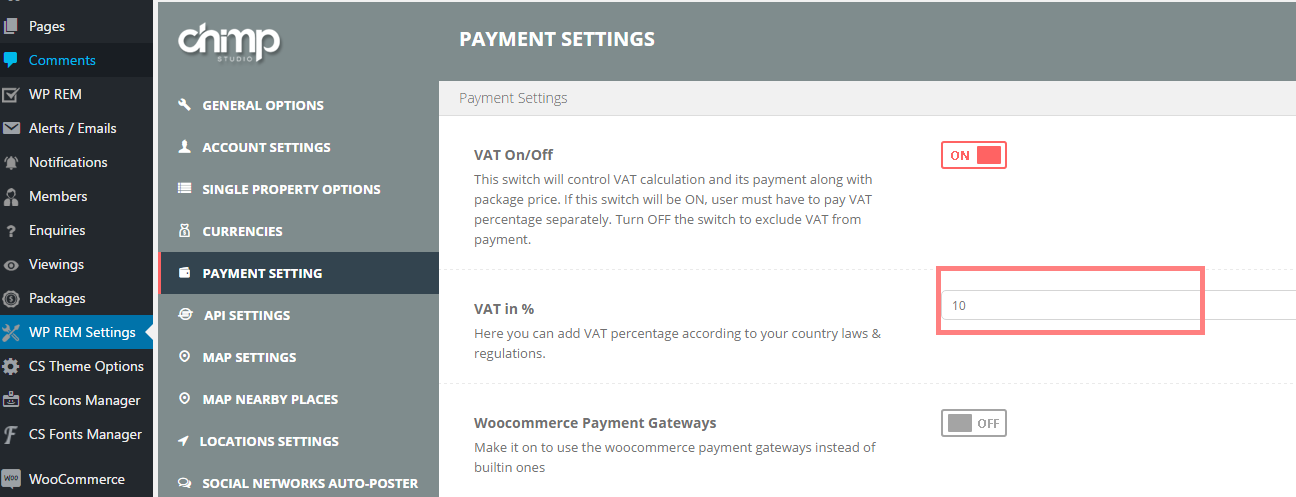 Pages
Comments
WP REM
Alerts / Emails
Notifications
Members
Enquiries
Viewings
Packages
WP REM Settings
CS Theme Options
CS Icons Manager
CS Fonts Manager
WooCommerce
chimp
STUDIO
GENERAL OPTIONS
ACCOUNT SETTINGS
SINGLE PROPERTY OPTIONS
CURRENCIES
PAYMENT SETTING
API SETTINGS
MAP SETTINGS
MAP NEARBY PLACES
LOCATIONS SETTINGS
SOCIAL NETWORKS AUTO-POSTER
PAYMENT SETTINGS
Payment Settings
VAT On/Off
This switch will control VAT calculation and its payment along with
package price. If this switch will be ON, user must have to pay VAT
percentage separately. Turn OFF the switch to exclude VAT from
payment.
ON
VAT in %
Here you can add VAT percentage according to your country laws &
regulations.
10
Woocommerce Payment Gateways
Make it on to use the woocommerce payment gateways instead of
builtin ones
OFF